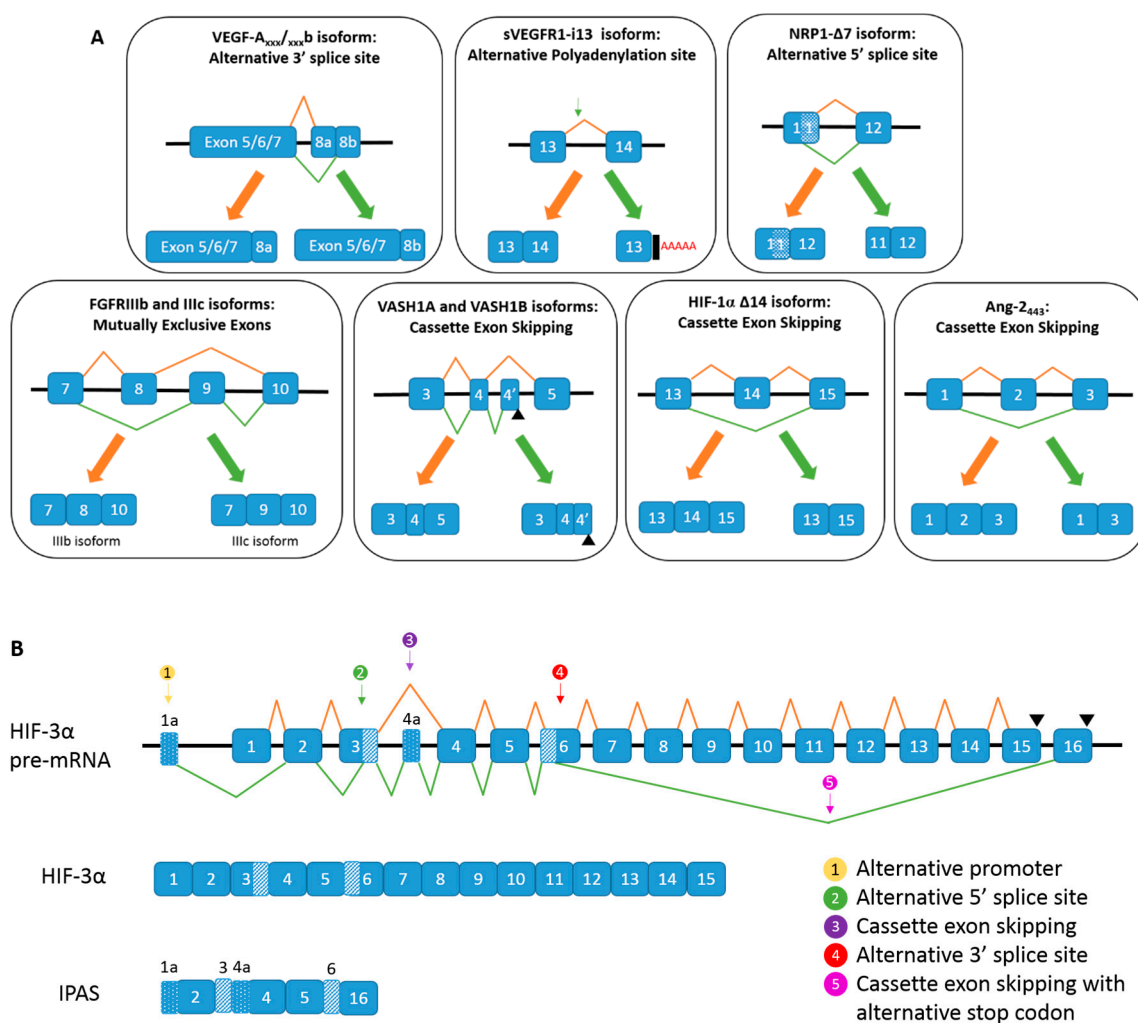 A
VEGF-Axxx/xxxb isoform:
Alternative 3' splice site
Exon 5/6/7 8a 8b
Exon 5/6/7 8a
Exon 5/6/7 8b
sVEGFR1-i13 isoform:
Alternative Polyadenylation site
13 14
13 14
13 AAAAA
NRP1-Δ7 isoform:
Alternative 5' splice site
11 12
11 12
11 12
FGFRIIIb and IIIc isoforms:
Mutually Exclusive Exons
7 8 9 10
7 8 10
7 9 10
IIIb isoform
IIIc isoform
VASH1A and VASH1B isoforms:
Cassette Exon Skipping
3 4 4' 5
3 4 5
3 4 4'
HIF-1α Δ14 isoform:
Cassette Exon Skipping
13 14 15
13 14 15
13 15
Ang-2443:
Cassette Exon Skipping
1 2 3
1 2 3
1 3
B
3
1 2 4
1a 4a
HIF-3α
pre-mRNA
1 2 3 4 5 6 7 8 9 10 11 12 13 14 15 16
5
HIF-3α
1 2 3 4 5 6 7 8 9 10 11 12 13 14 15
1a 3 4a 6
IPAS
2 4 5 16
1 Alternative promoter
2 Alternative 5' splice site
3 Cassette exon skipping
4 Alternative 3' splice site
5 Cassette exon skipping with
alternative stop codon